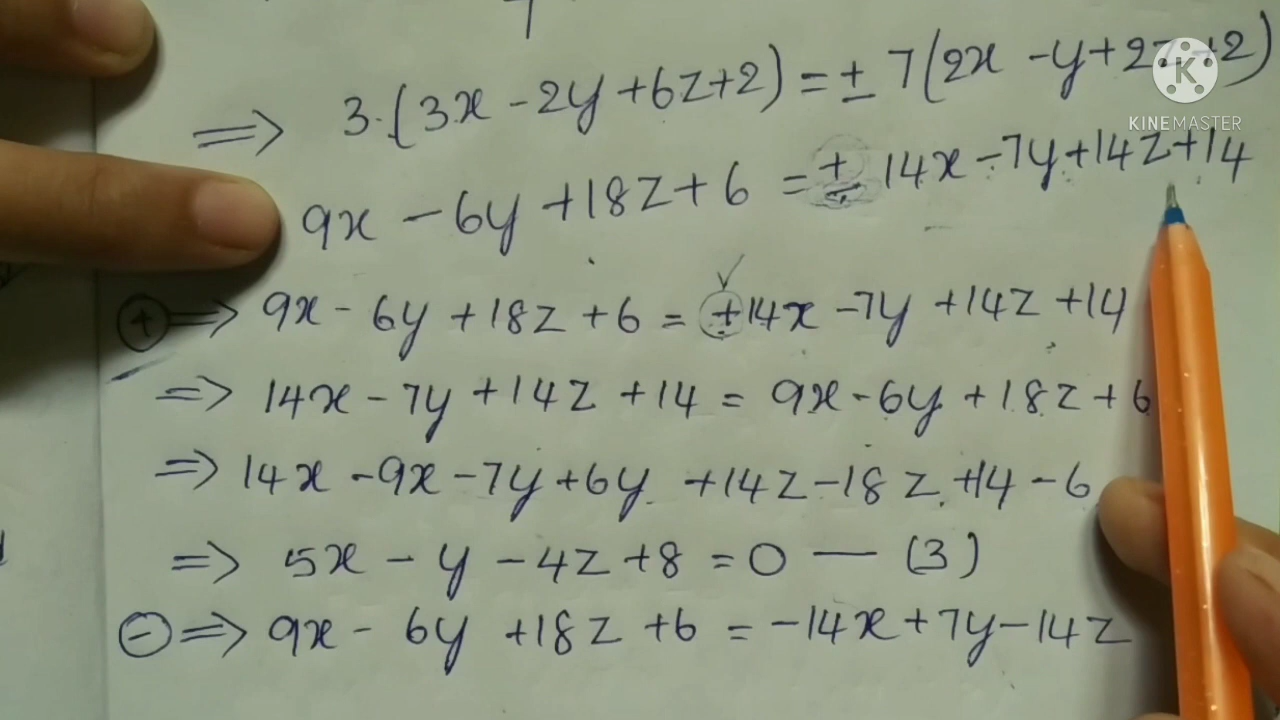 ⇒ 3·(3x - 2y + 6z + 2) = ± 7(2x - y + 2z + 2)
K
KINEMASTER
9x - 6y + 18z + 6 = ± 14x - 7y + 14z + 14
(+) ⇒ 9x - 6y + 18z + 6 = +14x - 7y + 14z + 14
⇒ 14x - 7y + 14z + 14 = 9x - 6y + 18z + 6
⇒ 14x - 9x - 7y + 6y + 14z - 18z + 14 - 6
⇒ 5x - y - 4z + 8 = 0 — (3)
(-) ⇒ 9x - 6y + 18z + 6 = -14x + 7y - 14z